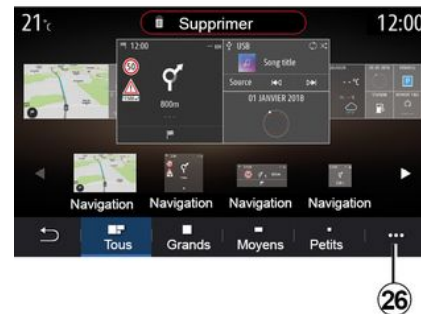 21°c
Supprimer
12:00
12:00
USB
50
Song title
Source
800m
---
01 JANVIER 2018
--°C
Navigation
Navigation
Navigation
Navigation
Tous
Grands
Moyens
Petits
26